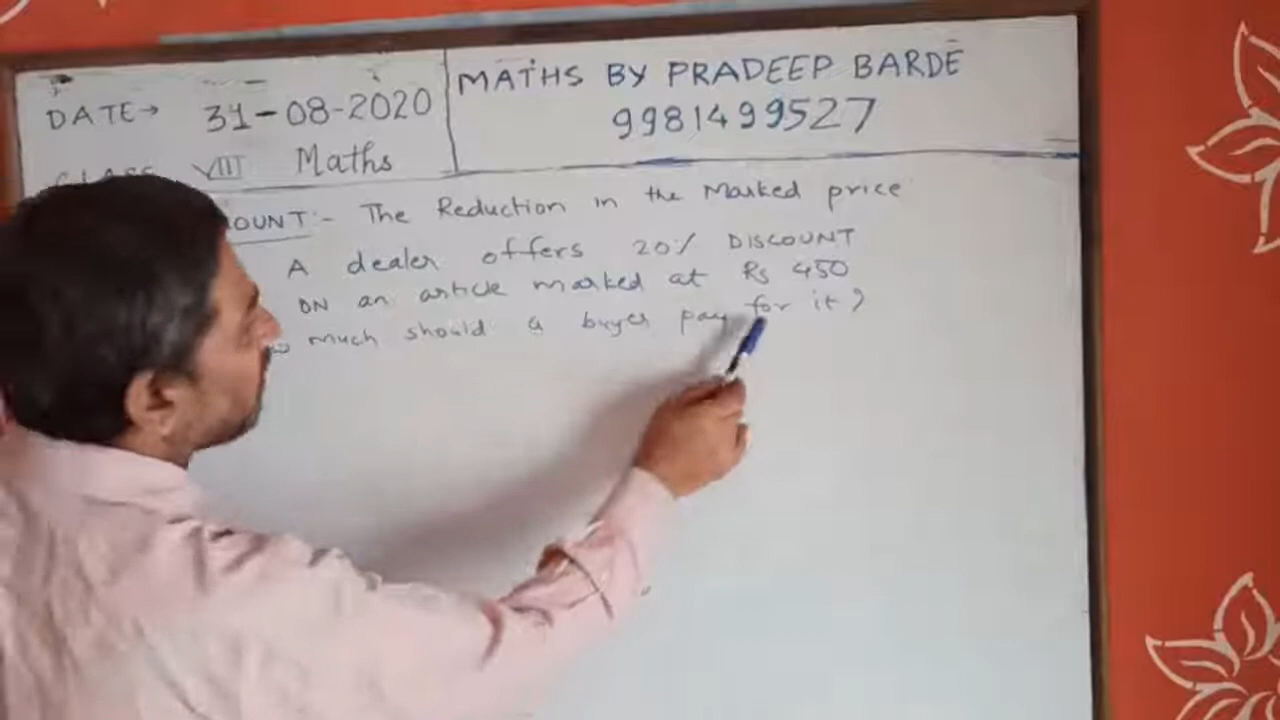 DATE→ 31-08-2020
MATHS BY PRADEEP BARDE
9981499527
CLASS VIII Maths
OUNT:- The Reduction in the Marked price
A dealer offers 20% DISCOUNT
ON an article marked at Rs 450
much should a buyer pay for it?